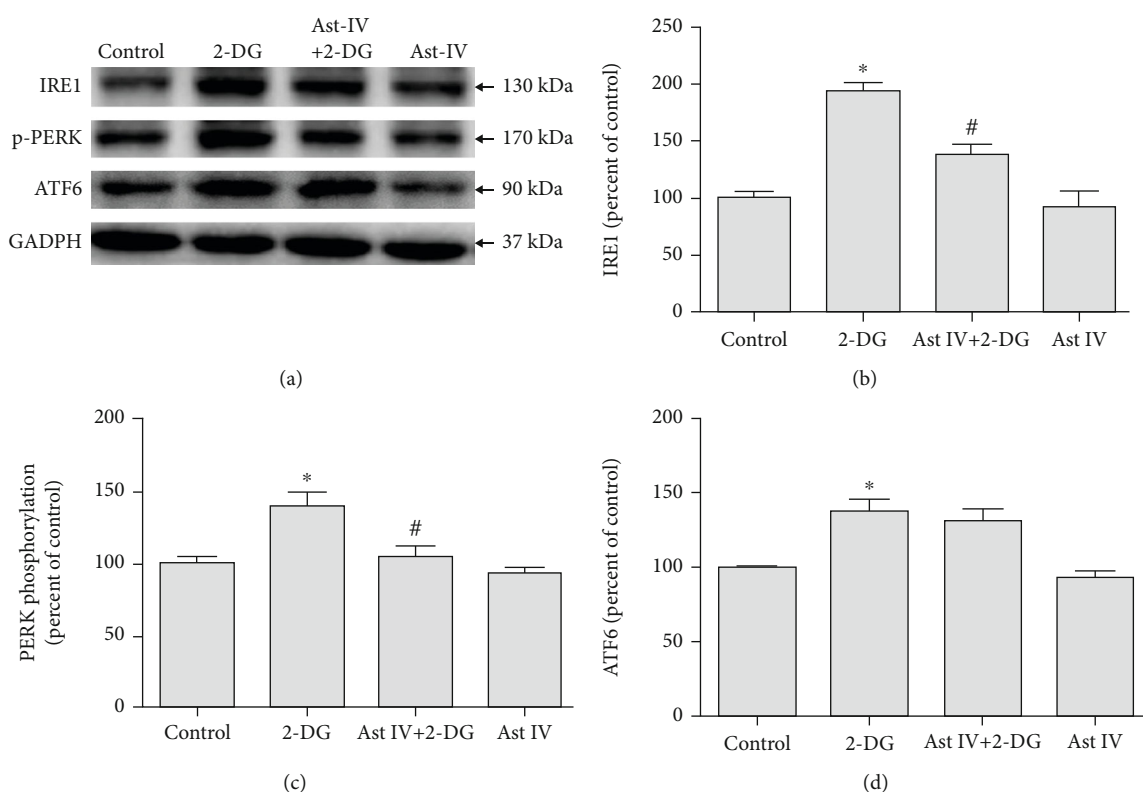 Control 2-DG Ast-IV +2-DG Ast-IV
IRE1 ← 130 kDa
p-PERK ← 170 kDa
ATF6 ← 90 kDa
GADPH ← 37 kDa
(a)
IRE1 (percent of control)
250
200
150
100
50
0
*
#
Control 2-DG Ast IV+2-DG Ast IV
(b)
PERK phosphorylation
(percent of control)
200
150
100
50
0
*
#
Control 2-DG Ast IV+2-DG Ast IV
(c)
ATF6 (percent of control)
200
150
100
50
0
*
Control 2-DG Ast IV+2-DG Ast IV
(d)